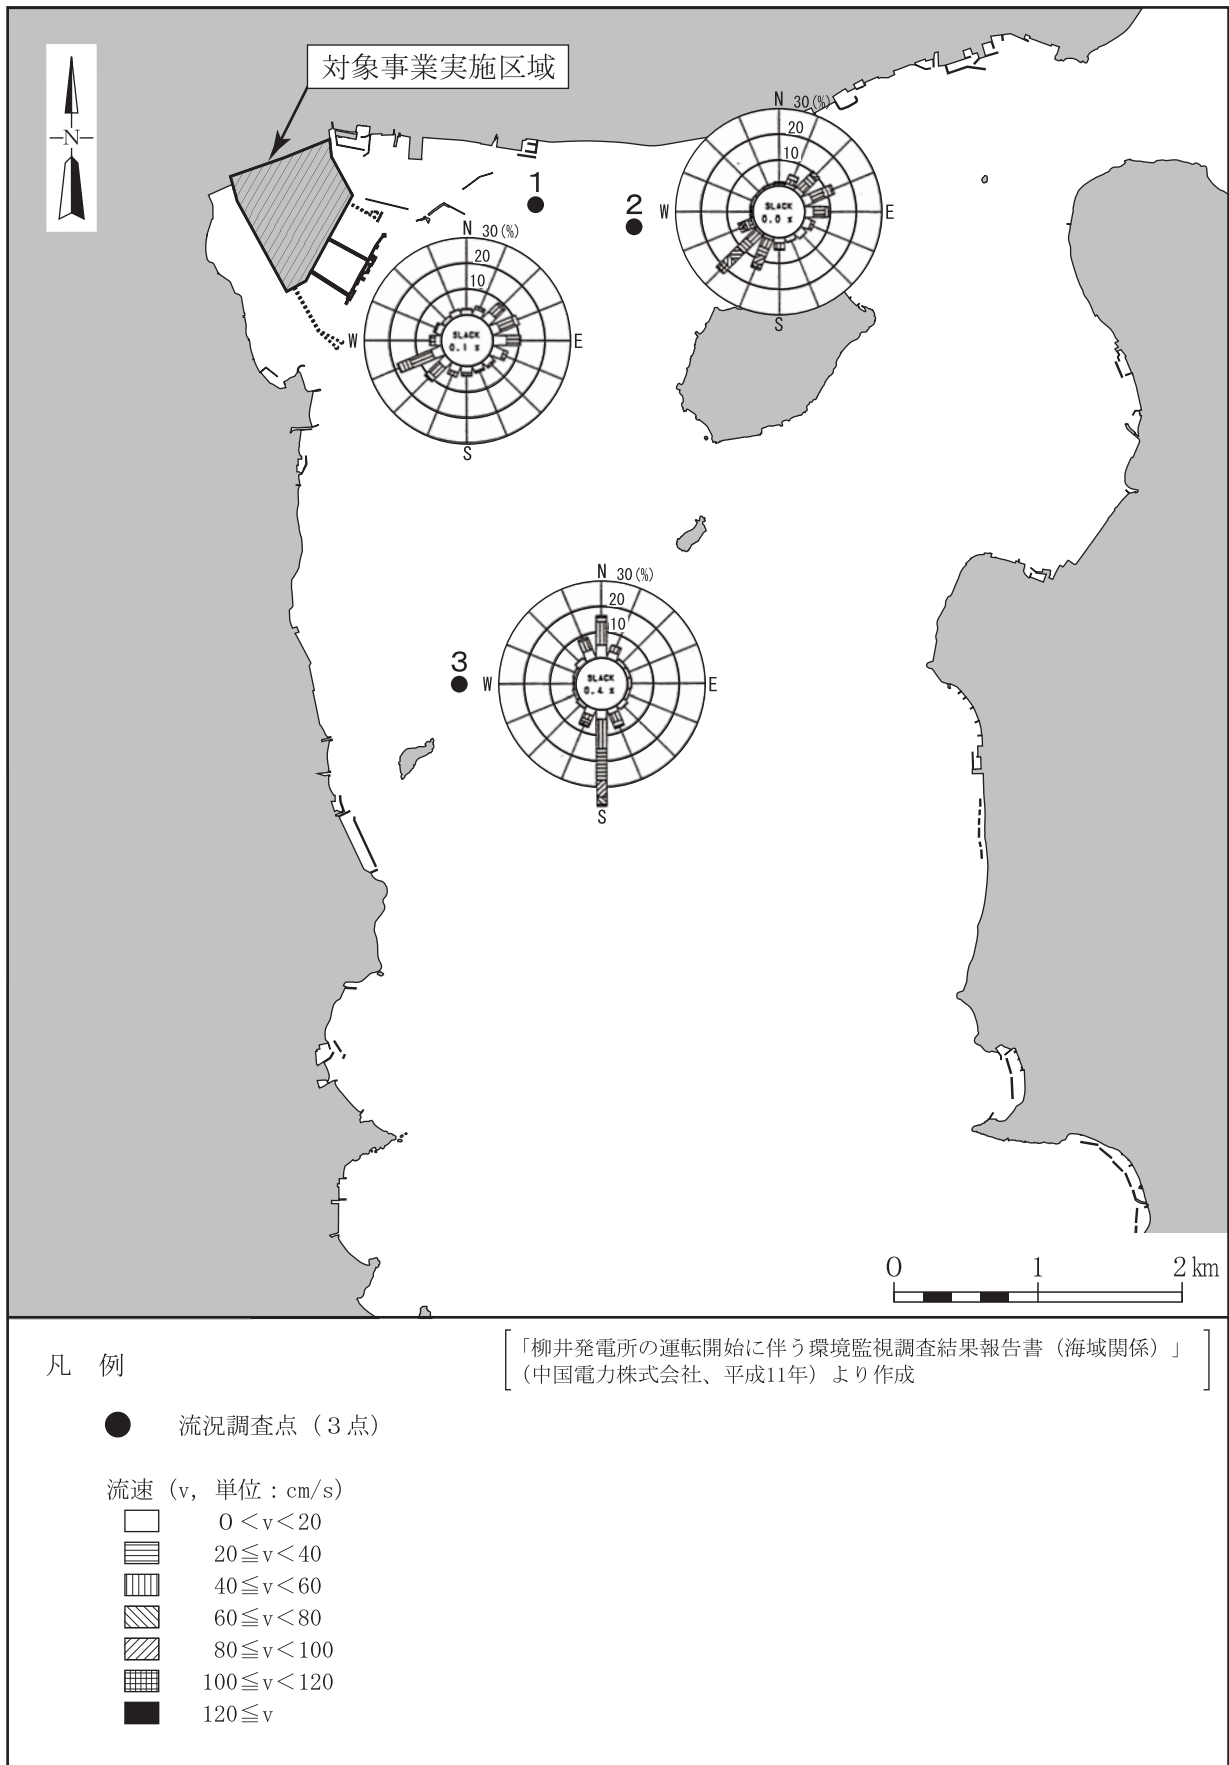 対象事業実施区域
N
1
2
3
N 30(%)
20
10
W
E
S
SLACK
0.0 %
N 30(%)
20
10
W
E
S
SLACK
0.1 %
N 30(%)
20
10
W
E
S
SLACK
0.4 %
0 1 2 km
凡 例
「柳井発電所の運転開始に伴う環境監視調査結果報告書（海域関係）」
（中国電力株式会社、平成11年）より作成
流況調査点（３点）
流速（v, 単位：cm/s）
0＜v＜20
20≦v＜40
40≦v＜60
60≦v＜80
80≦v＜100
100≦v＜120
120≦v